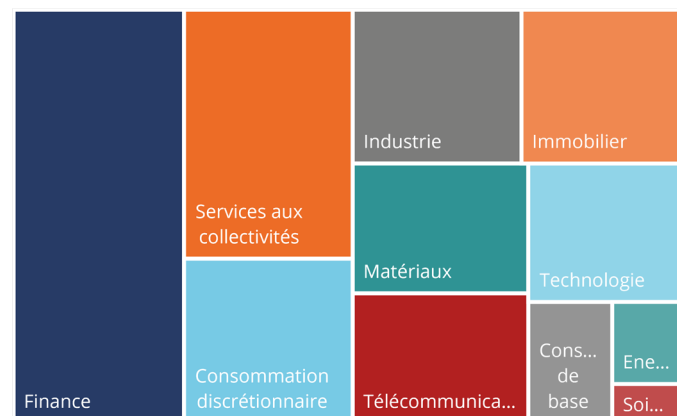 Finance
Services aux
collectivités
Consommation
discrétionnaire
Industrie
Immobilier
Matériaux
Technologie
Télécommunica...
Cons...
de
base
Ene...
Soi...